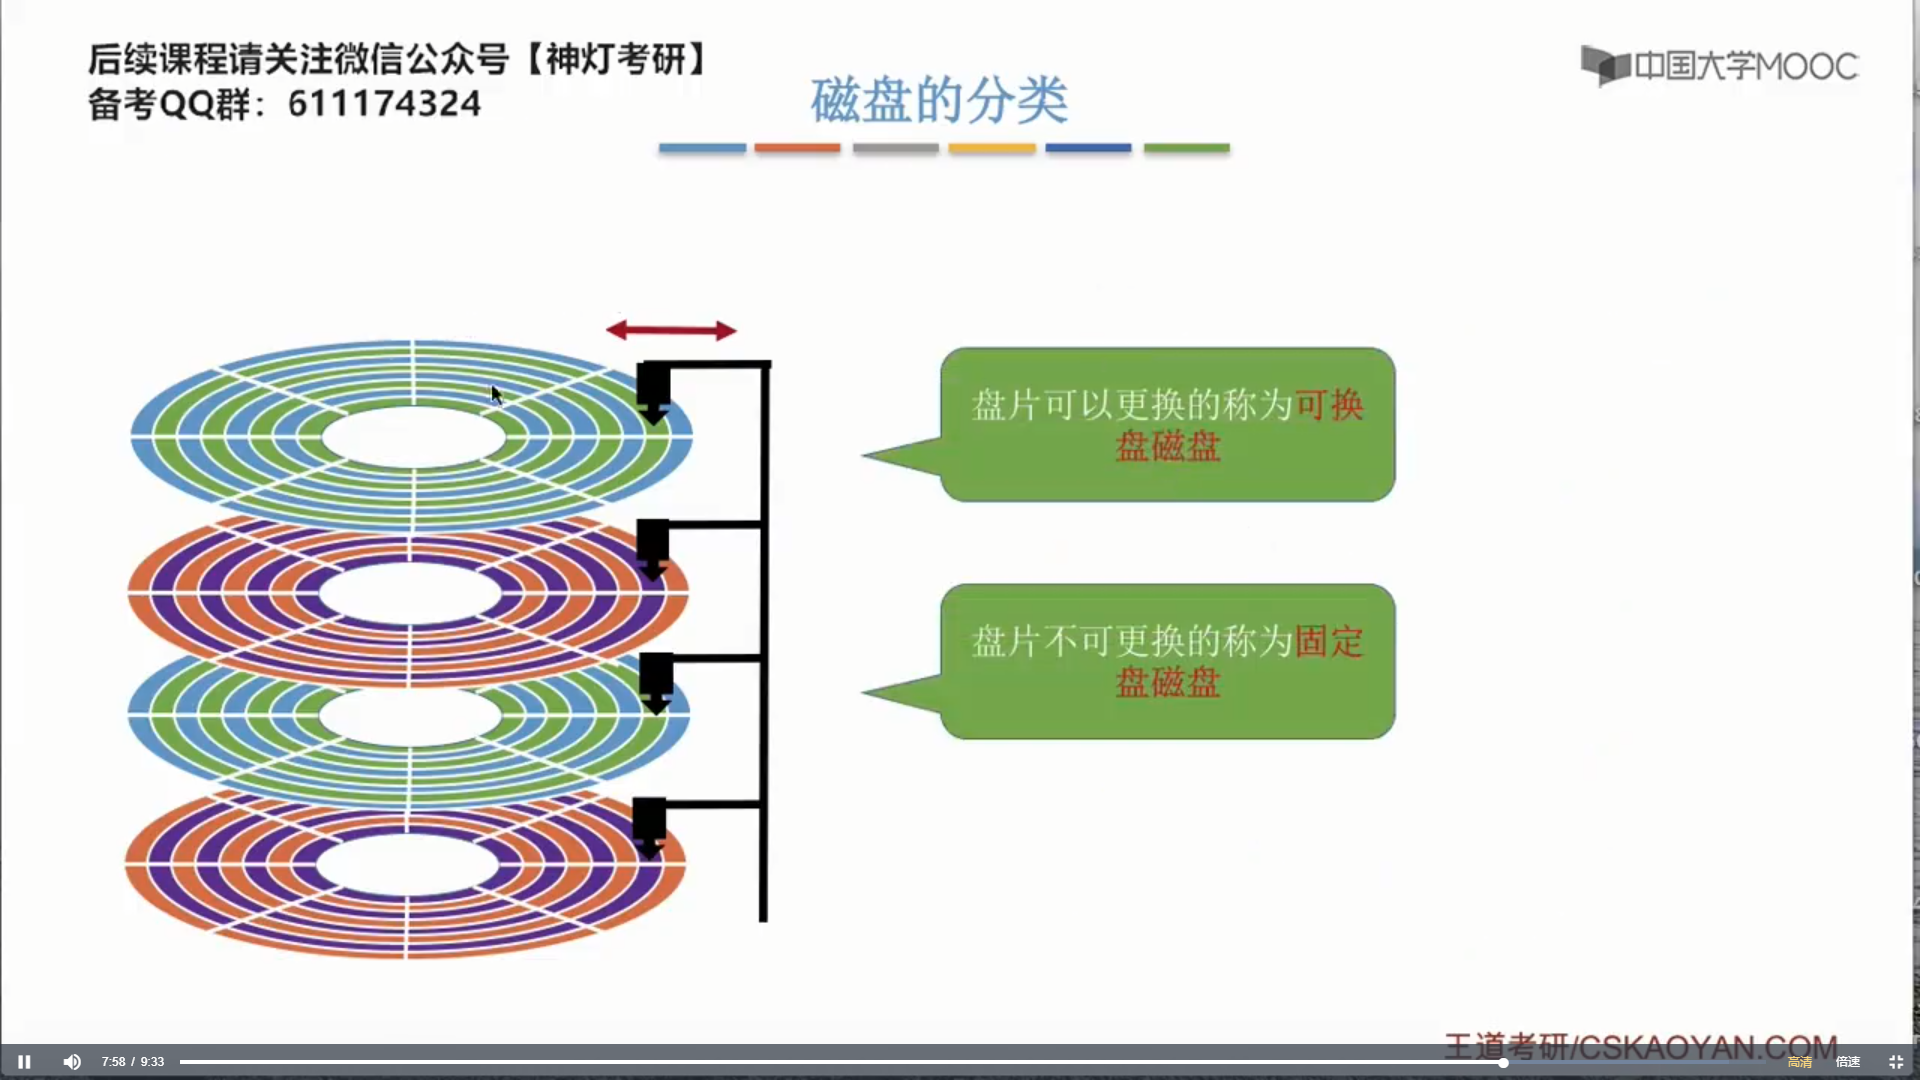 后续课程请关注微信公众号【神灯考研】
备考QQ群：611174324
中国大学MOOC
磁盘的分类
盘片可以更换的称为可换
盘磁盘
盘片不可更换的称为固定
盘磁盘
王道考研/CSKAOYAN.COM
7:58 / 9:33
高清
倍速